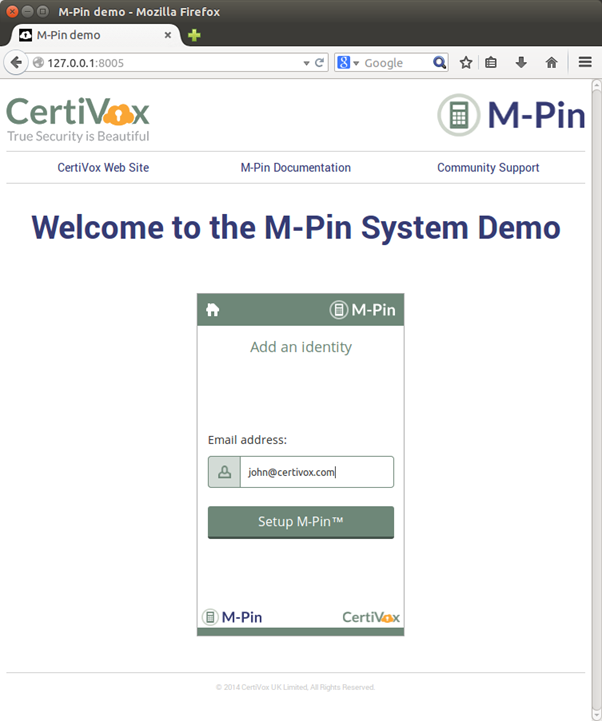 M-Pin demo - Mozilla Firefox
M-Pin demo
127.0.0.1:8005
Google
CertiVox
True Security is Beautiful
M-Pin
CertiVox Web Site
M-Pin Documentation
Community Support
Welcome to the M-Pin System Demo
M-Pin
Add an identity
Email address:
john@certivox.com
Setup M-Pin™
M-Pin
CertiVox
© 2014 CertiVox UK Limited, All Rights Reserved.